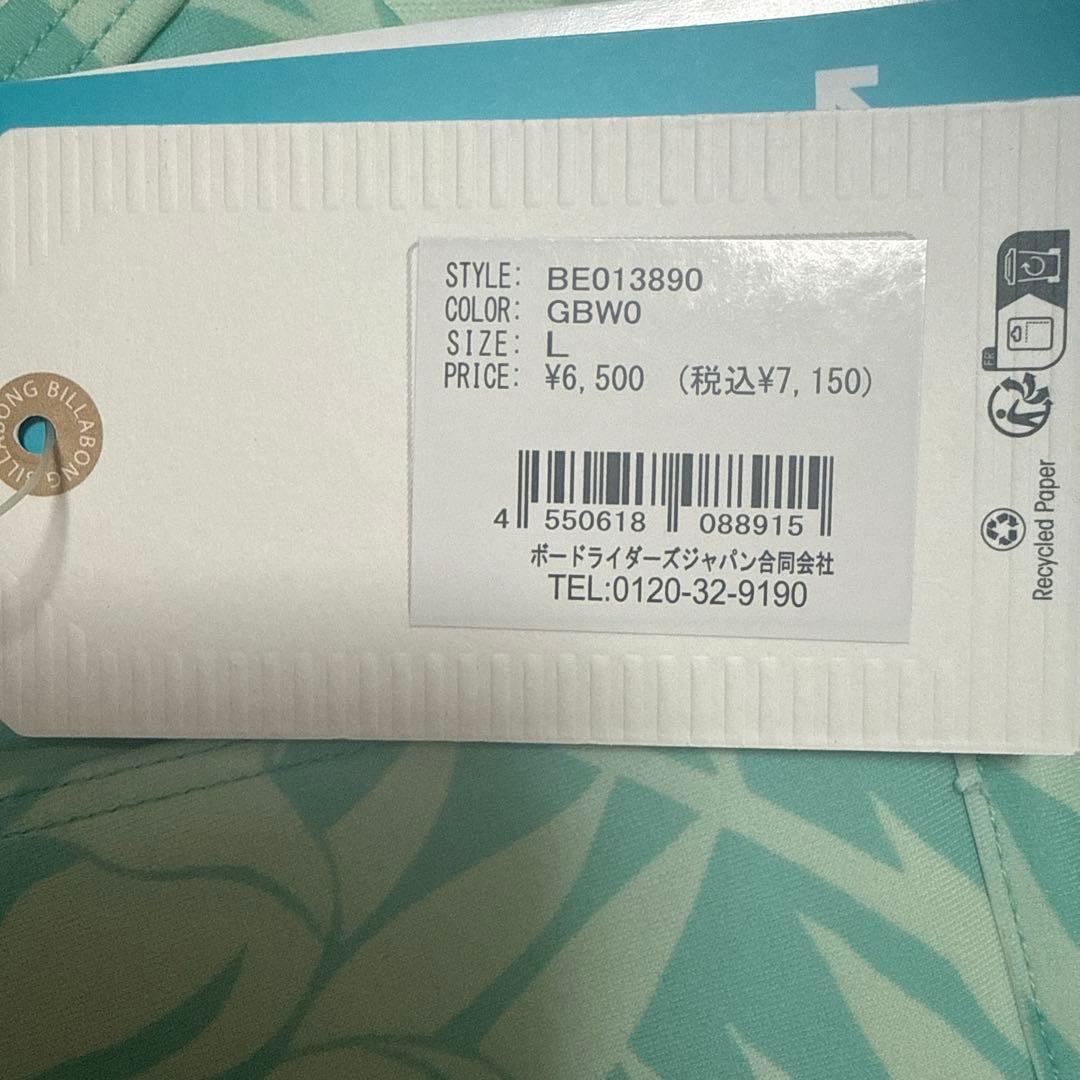 BILLABONG BILLABONG
STYLE: BE013890
COLOR: GBW0
SIZE: L
PRICE: ¥6,500 (税込¥7,150)
4 550618 088915
ボードライダーズジャパン合同会社
TEL:0120-32-9190
FR
Recycled Paper